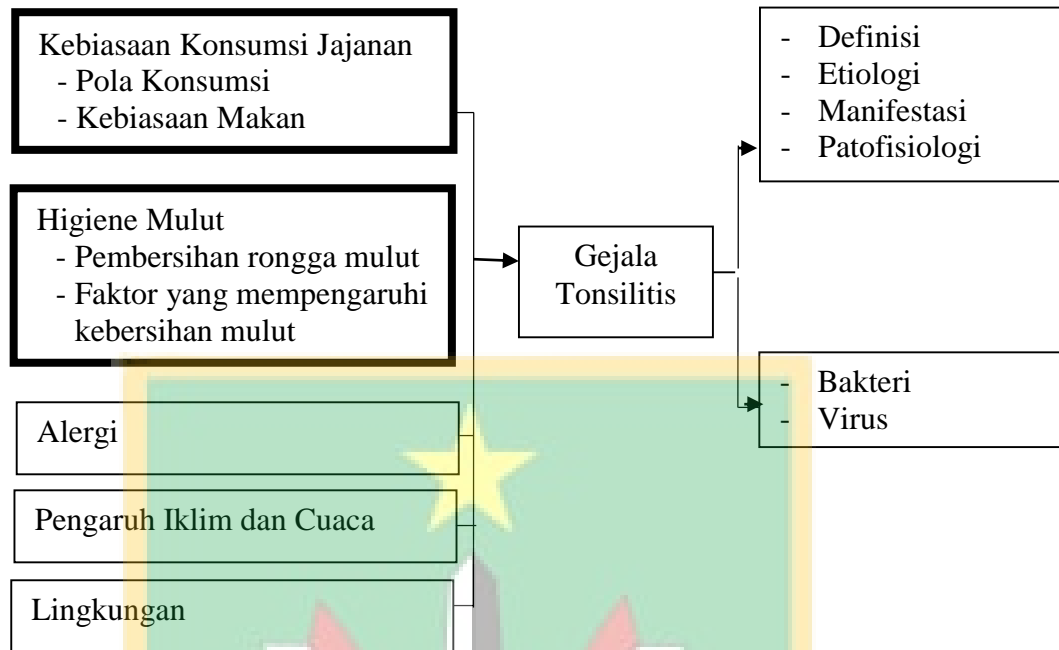 Kebiasaan Konsumsi Jajanan
- Pola Konsumsi
- Kebiasaan Makan
Higiene Mulut
- Pembersihan rongga mulut
- Faktor yang mempengaruhi
kebersihan mulut
Alergi
Pengaruh Iklim dan Cuaca
Lingkungan
Gejala
Tonsilitis
- Definisi
- Etiologi
- Manifestasi
- Patofisiologi
- Bakteri
- Virus